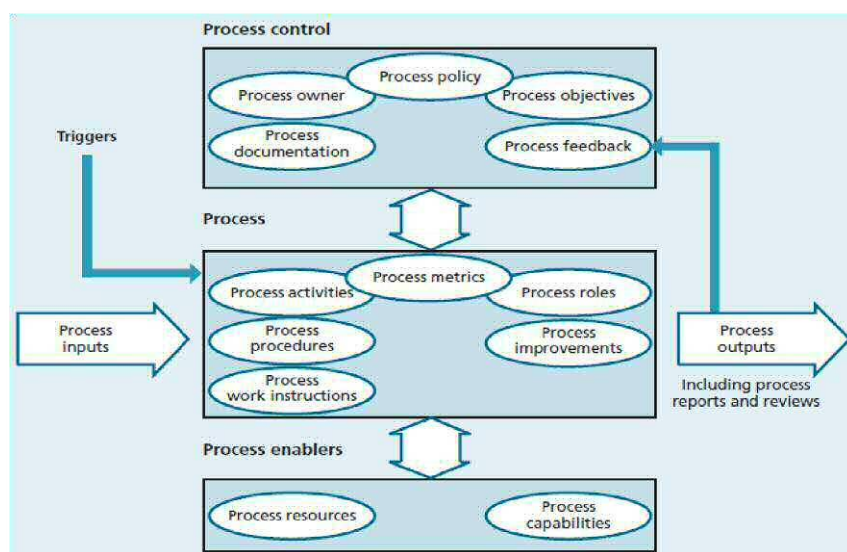 Process control
Process policy
Process owner
Process objectives
Process
documentation
Process feedback
Triggers
Process
Process metrics
Process activities
Process roles
Process
inputs
Process
procedures
Process
improvements
Process
outputs
Process
work instructions
Including process
reports and reviews
Process enablers
Process resources
Process
capabilities